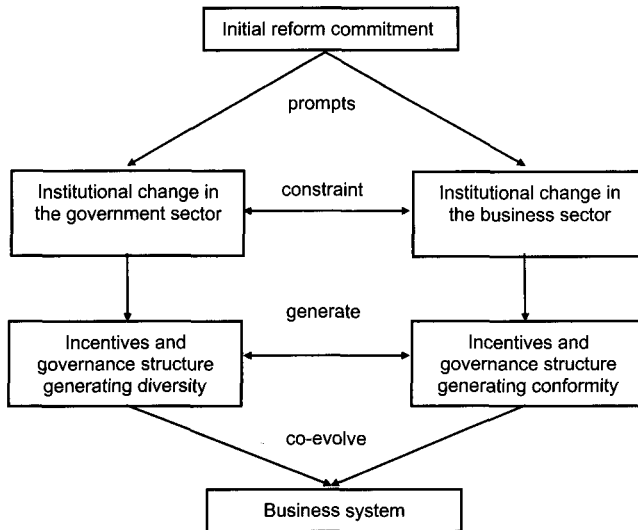 Initial reform commitment
prompts
Institutional change in
the government sector
constraint
Institutional change in
the business sector
Incentives and
governance structure
generating diversity
generate
Incentives and
governance structure
generating conformity
co-evolve
Business system